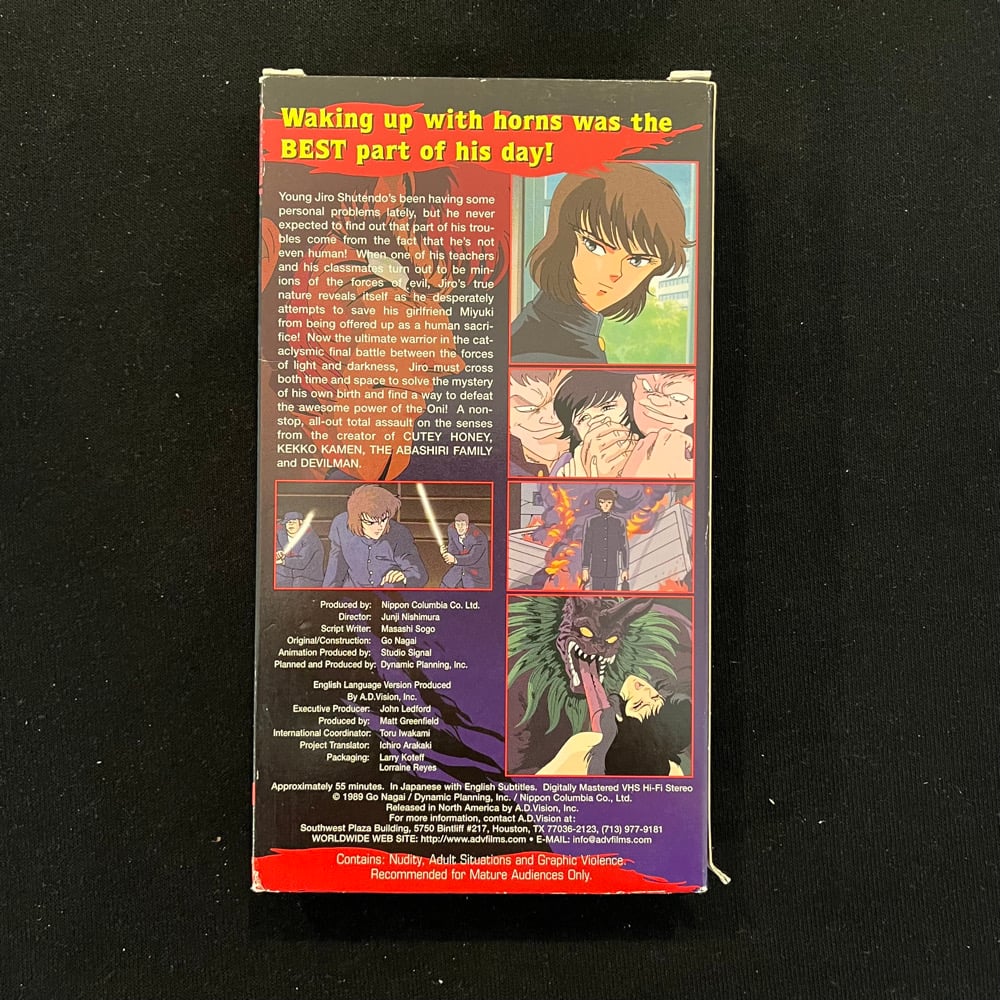 Waking up with horns was the
BEST part of his day!
Young Jiro Shutendo's been having some
personal problems lately, but he never
expected to find out that part of his trou-
bles come from the fact that he's not
even human! When one of his teachers
and his classmates turn out to be min-
ions of the forces of evil, Jiro's true
nature reveals itself as he desperately
attempts to save his girlfriend Miyuki
from being offered up as a human sacri-
fice! Now the ultimate warrior in the cat-
aclysmic final battle between the forces
of light and darkness, Jiro must cross
both time and space to solve the mystery
of his own birth and find a way to defeat
the awesome power of the Oni! A non-
stop, all-out total assault on the senses
from the creator of CUTEY HONEY,
KEKKO KAMEN, THE ABASHIRI FAMILY
and DEVILMAN.
Produced by: Nippon Columbia Co. Ltd.
Director: Junji Nishimura
Script Writer: Masashi Sogo
Original/Construction: Go Nagai
Animation Produced by: Studio Signal
Planned and Produced by: Dynamic Planning, Inc.
English Language Version Produced
By A.D.Vision, Inc.
Executive Producer: John Ledford
Produced by: Matt Greenfield
International Coordinator: Toru Iwakami
Project Translator: Ichiro Arakaki
Packaging: Larry Koteff
Lorraine Reyes
Approximately 55 minutes. In Japanese with English Subtitles. Digitally Mastered VHS Hi-Fi Stereo
© 1989 Go Nagai / Dynamic Planning, Inc. / Nippon Columbia Co., Ltd.
Released in North America by A.D.Vision, Inc.
For more information, contact A.D.Vision at:
Southwest Plaza Building, 5750 Bintliff #217, Houston, TX 77036-2123, (713) 977-9181
WORLDWIDE WEB SITE: http://www.advfilms.com • E-MAIL: info@advfilms.com
Contains: Nudity, Adult Situations and Graphic Violence.
Recommended for Mature Audiences Only.